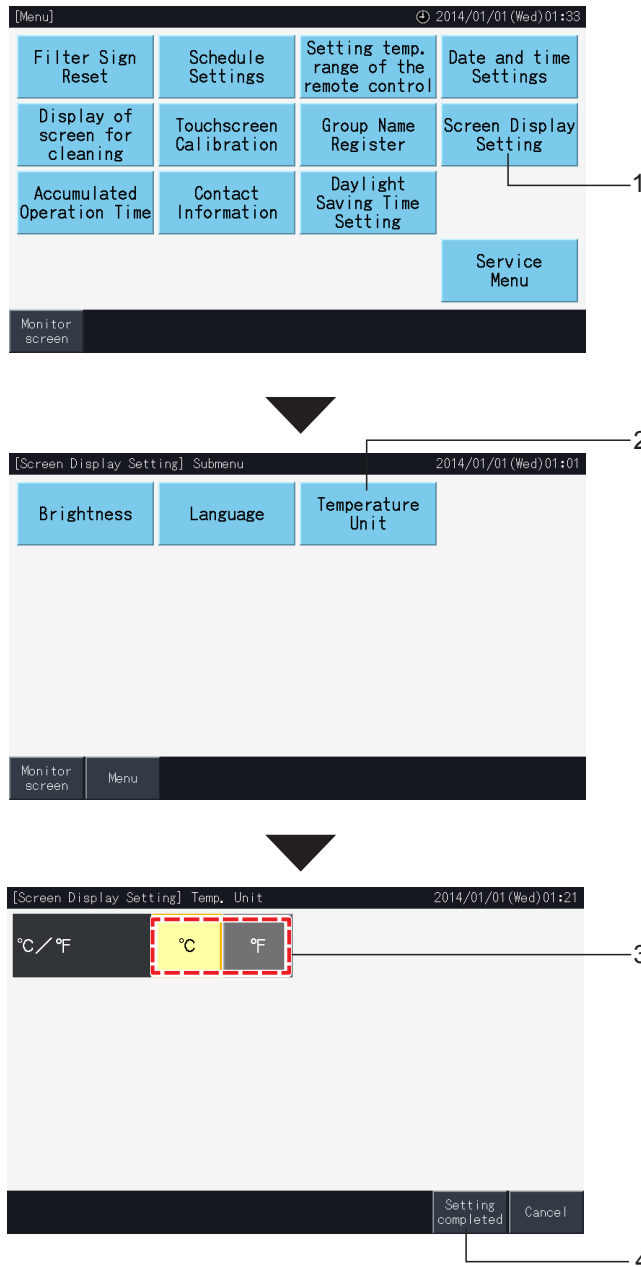 [Menu] 2014/01/01(Wed)01:33
Filter Sign
Reset
Schedule
Settings
Setting temp.
range of the
remote control
Date and time
Settings
Display of
screen for
cleaning
Touchscreen
Calibration
Group Name
Register
Screen Display
Setting
1
Accumulated
Operation Time
Contact
Information
Daylight
Saving Time
Setting
Service
Menu
Monitor
screen
2
[Screen Display Setting] Submenu 2014/01/01(Wed)01:01
Brightness
Language
Temperature
Unit
Monitor
screen
Menu
[Screen Display Setting] Temp. Unit 2014/01/01(Wed)01:21
℃/℉ ℃ ℉
3
Setting
completed
Cancel
4